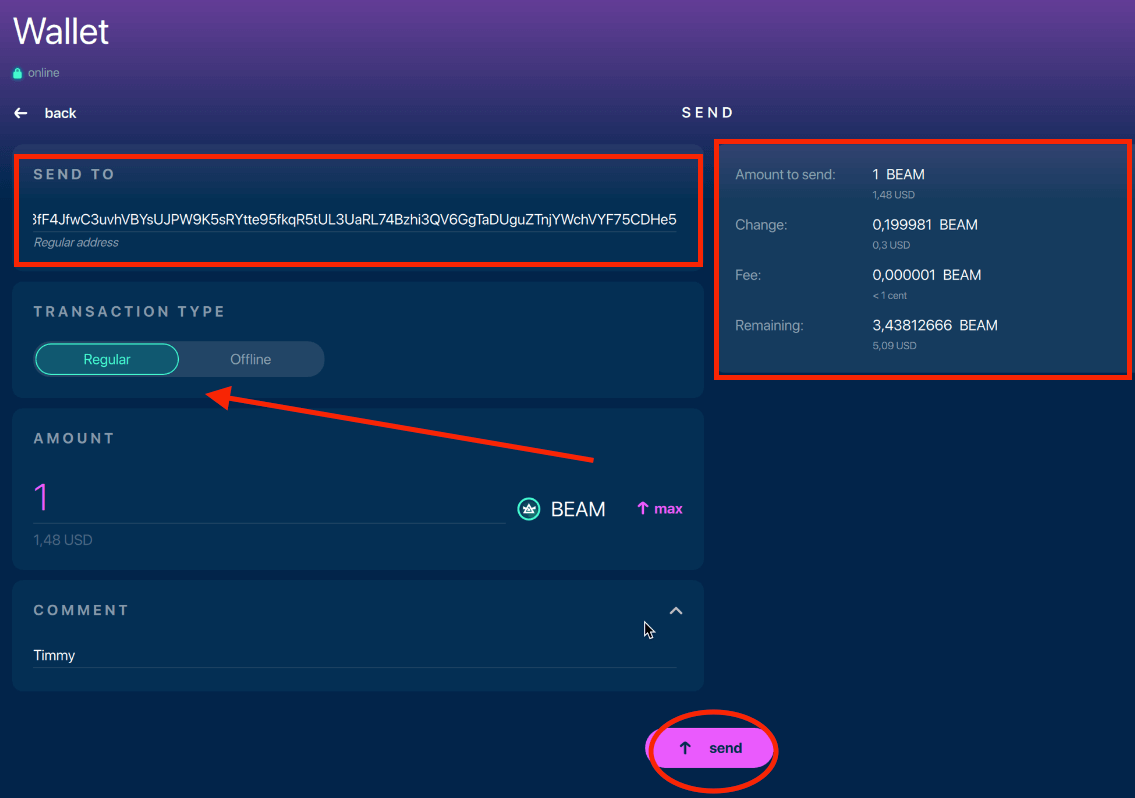 Wallet
online
back
SEND
SEND TO
3fF4JfwC3uvhVBYsUJPW9K5sRYtte95fkqR5tUL3UaRL74Bzhi3QV6GgTaDUguZTnjYWchVYF75CDHe5
Regular address
TRANSACTION TYPE
Regular Offline
AMOUNT
1
BEAM max
1,48 USD
COMMENT
Timmy
send
Amount to send: 1 BEAM
1,48 USD
Change: 0,199981 BEAM
0,3 USD
Fee: 0,000001 BEAM
< 1 cent
Remaining: 3,43812666 BEAM
5,09 USD